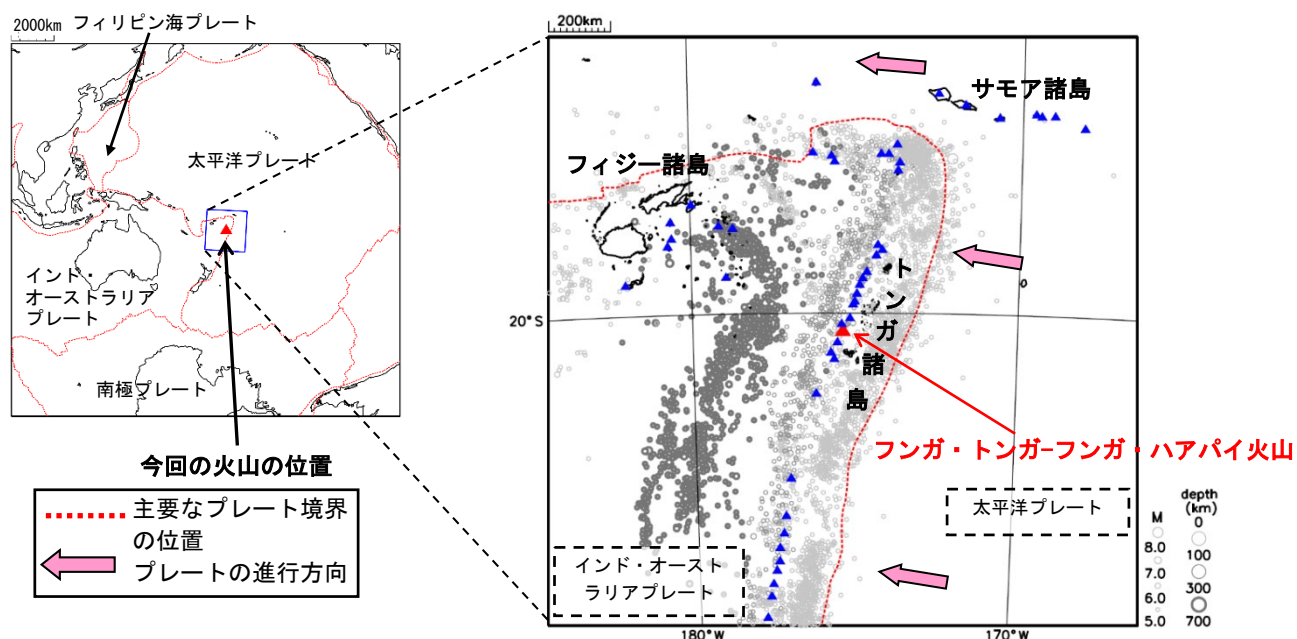 2000km
フィリピン海プレート
太平洋プレート
インド・
オーストラリア
プレート
南極プレート
今回の火山の位置
主要なプレート境界
の位置
プレートの進行方向
200km
サモア諸島
フィジー諸島
トンガ諸島
20°S
フンガ・トンガ-フンガ・ハアパイ火山
太平洋プレート
インド・オースト
ラリアプレート
M
8.0
7.0
6.0
5.0
depth
(km)
0
100
300
700
180°W
170°W